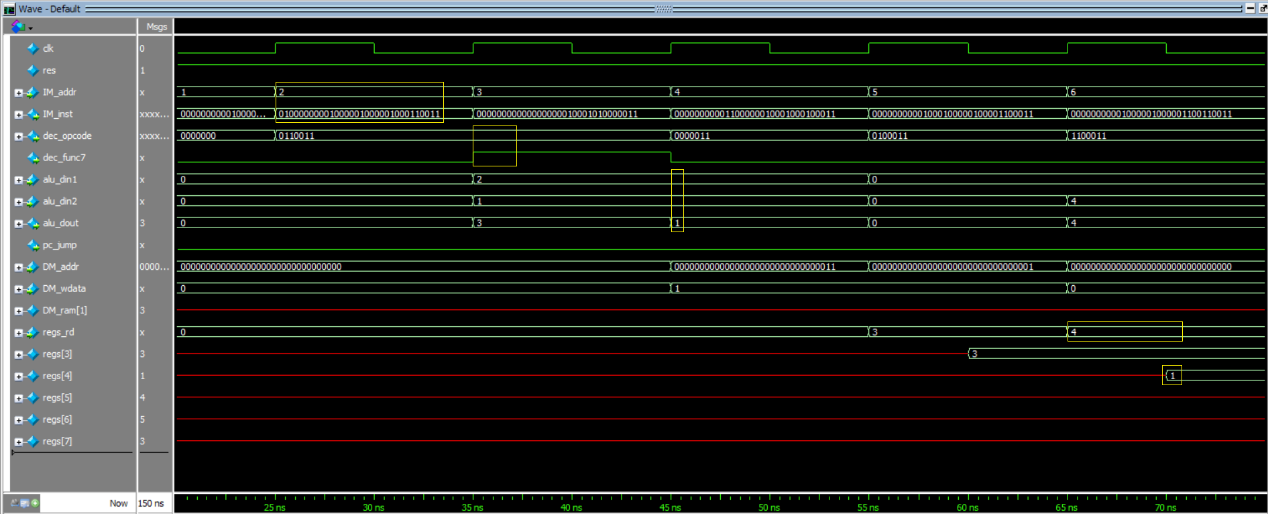 Wave - Default
Msgs
clk 0
res 1
IM_addr x 1 2 3 4 5 6
IM_inst xxxx...
dec_opcode xxxx... 0000000 0110011 0000011 0100011 1100011
dec_func7 x
alu_din1 x 0 2 0
alu_din2 x 0 1 0 4
alu_dout 3 0 3 1 0 4
pc_jump x
DM_addr 0000... 00000000000000000000000000000000 00000000000000000000000000000011 00000000000000000000000000000001 00000000000000000000000000000000
DM_wdata x 0 1 0
DM_ram[1] 3
regs_rd x 0 3 4
regs[3] 3 3
regs[4] 1 1
regs[5] 4
regs[6] 5
regs[7] 3
Now 150 ns 25 ns 30 ns 35 ns 40 ns 45 ns 50 ns 55 ns 60 ns 65 ns 70 ns